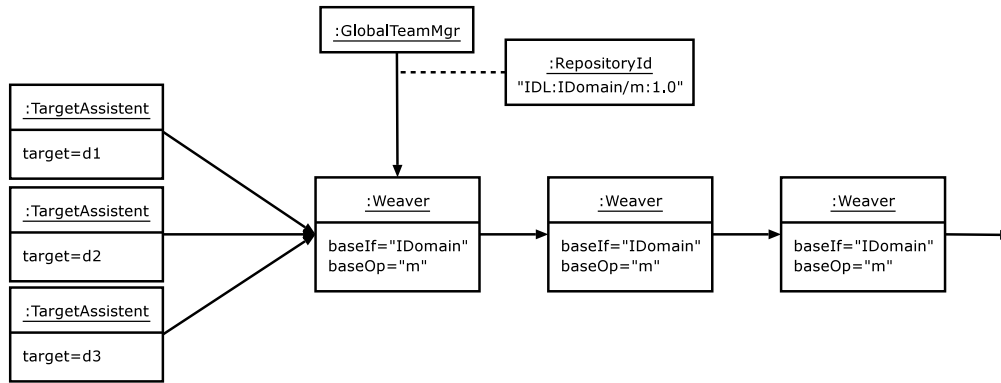 :GlobalTeamMgr
:RepositoryId
"IDL:IDomain/m:1.0"
:TargetAssistent
target=d1
:TargetAssistent
target=d2
:TargetAssistent
target=d3
:Weaver
baseIf="IDomain"
baseOp="m"
:Weaver
baseIf="IDomain"
baseOp="m"
:Weaver
baseIf="IDomain"
baseOp="m"